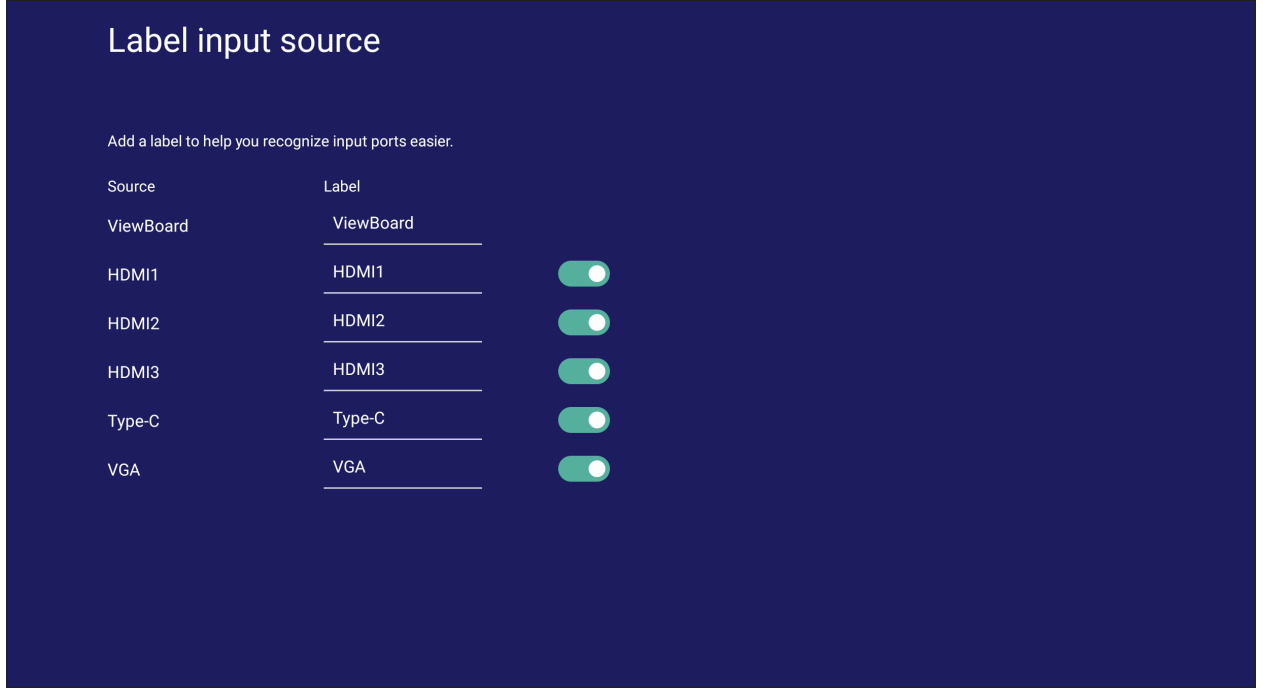 Label input source
Add a label to help you recognize input ports easier.
Source Label
ViewBoard ViewBoard
HDMI1 HDMI1
HDMI2 HDMI2
HDMI3 HDMI3
Type-C Type-C
VGA VGA